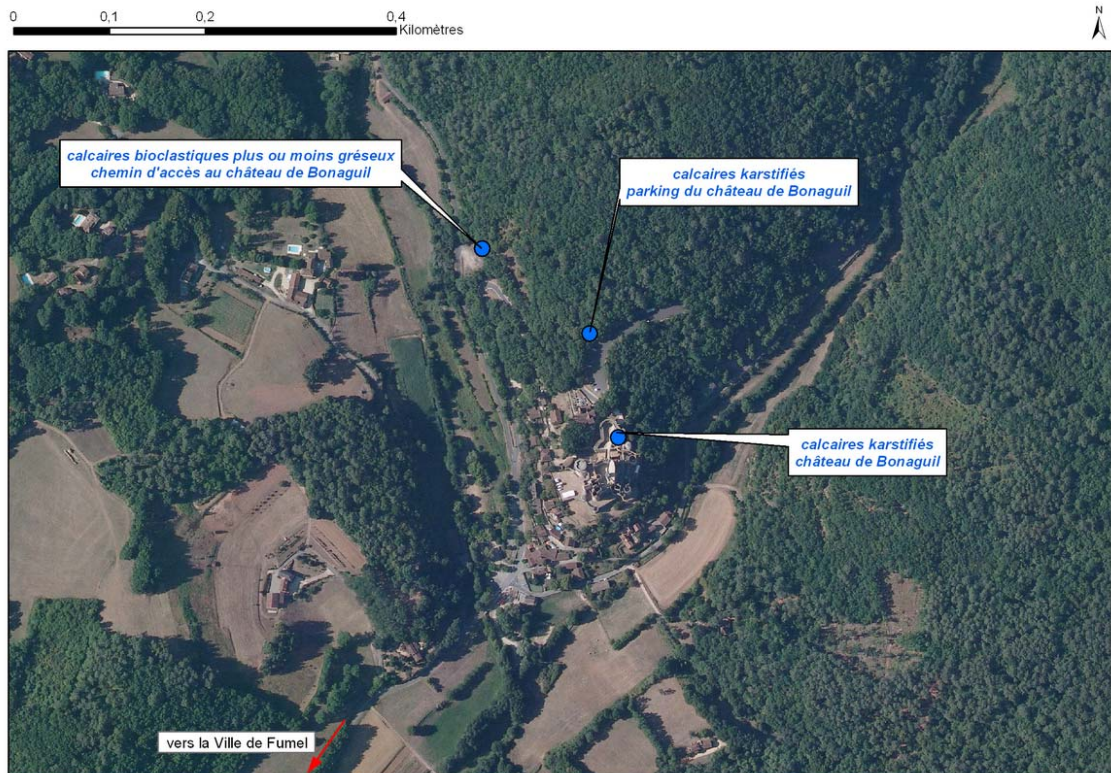 0 0,1 0,2 0,4
Kilomètres
N
calcaires bioclastiques plus ou moins gréseux
chemin d'accès au château de Bonaguil
calcaires karstifiés
parking du château de Bonaguil
calcaires karstifiés
château de Bonaguil
vers la Ville de Fumel